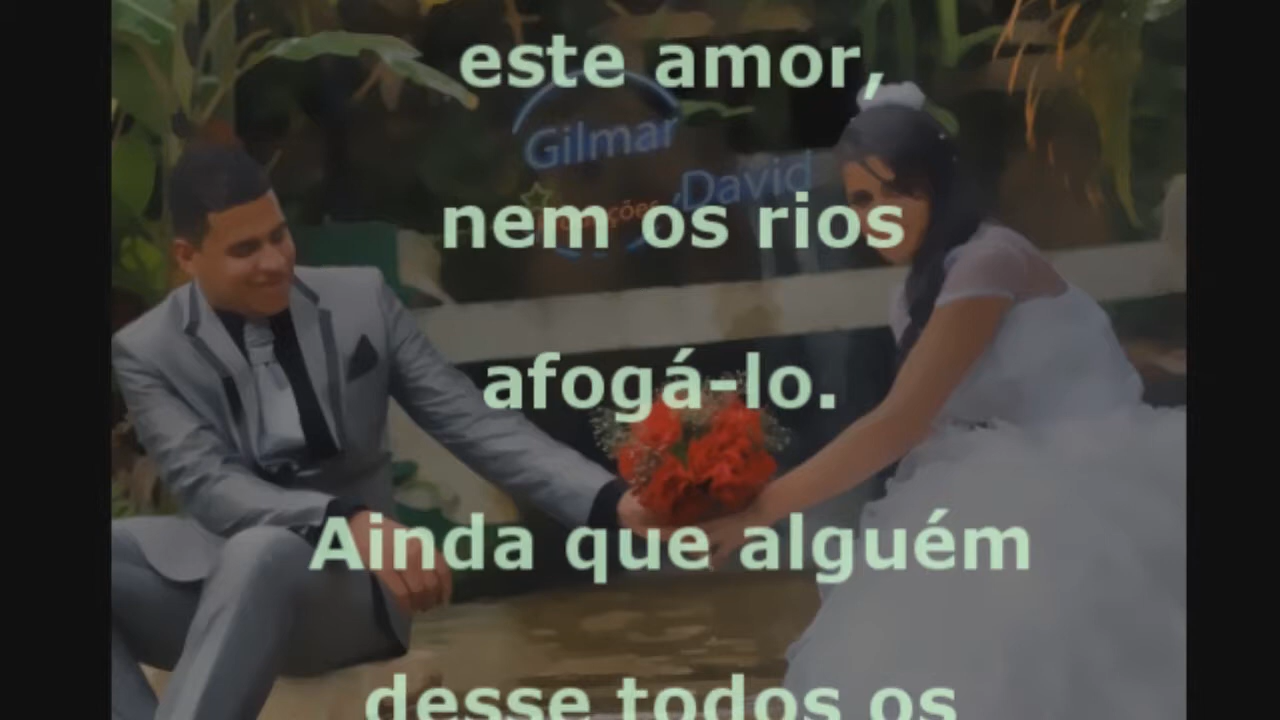 este amor,
Gilmar
David
nem os rios
afogá-lo.
Ainda que alguém
desse todos os